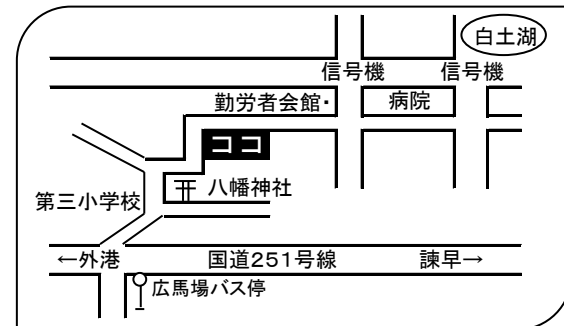 白土湖
信号機 信号機
勤労者会館・ 病院
ココ
八幡神社
第三小学校
←外港 国道251号線 諫早→
広馬場バス停